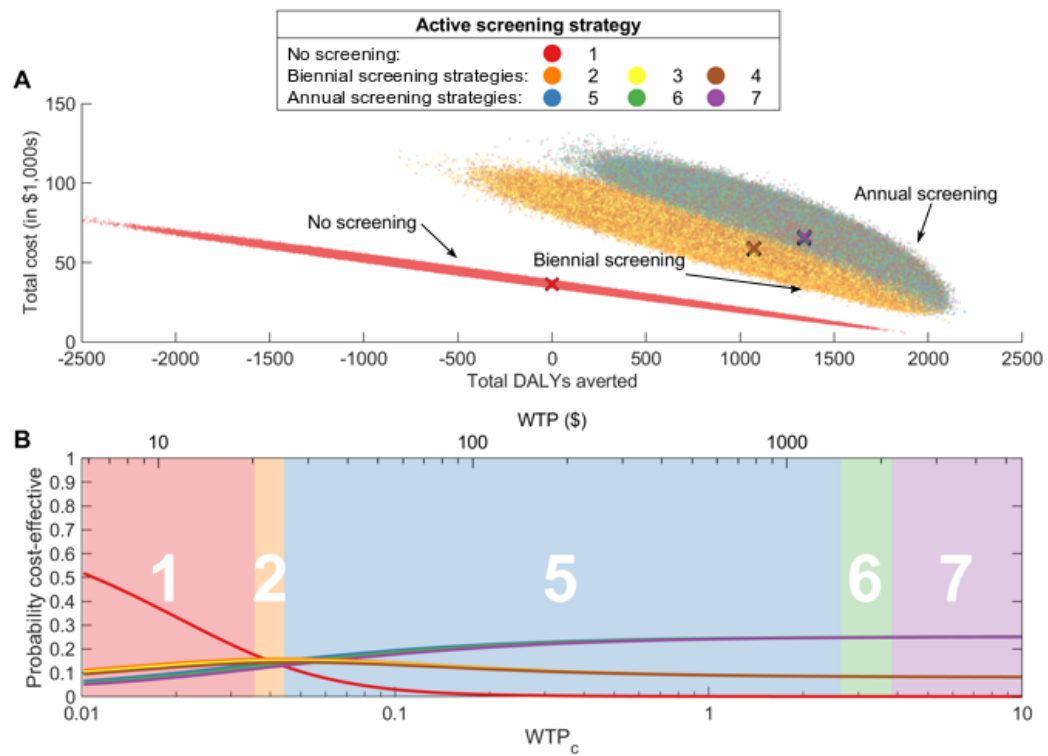 Active screening strategy
No screening: 1
Biennial screening strategies: 2 3 4
Annual screening strategies: 5 6 7
A
150
100
50
0
Total cost (in $1,000s)
No screening
Biennial screening
Annual screening
-2500 -2000 -1500 -1000 -500 0 500 1000 1500 2000 2500
Total DALYs averted
WTP ($)
B
10 100 1000
1
0.9
0.8
0.7
0.6
0.5
0.4
0.3
0.2
0.1
0
Probability cost-effective
1 2 5 6 7
0.01 0.1 1 10
WTPc